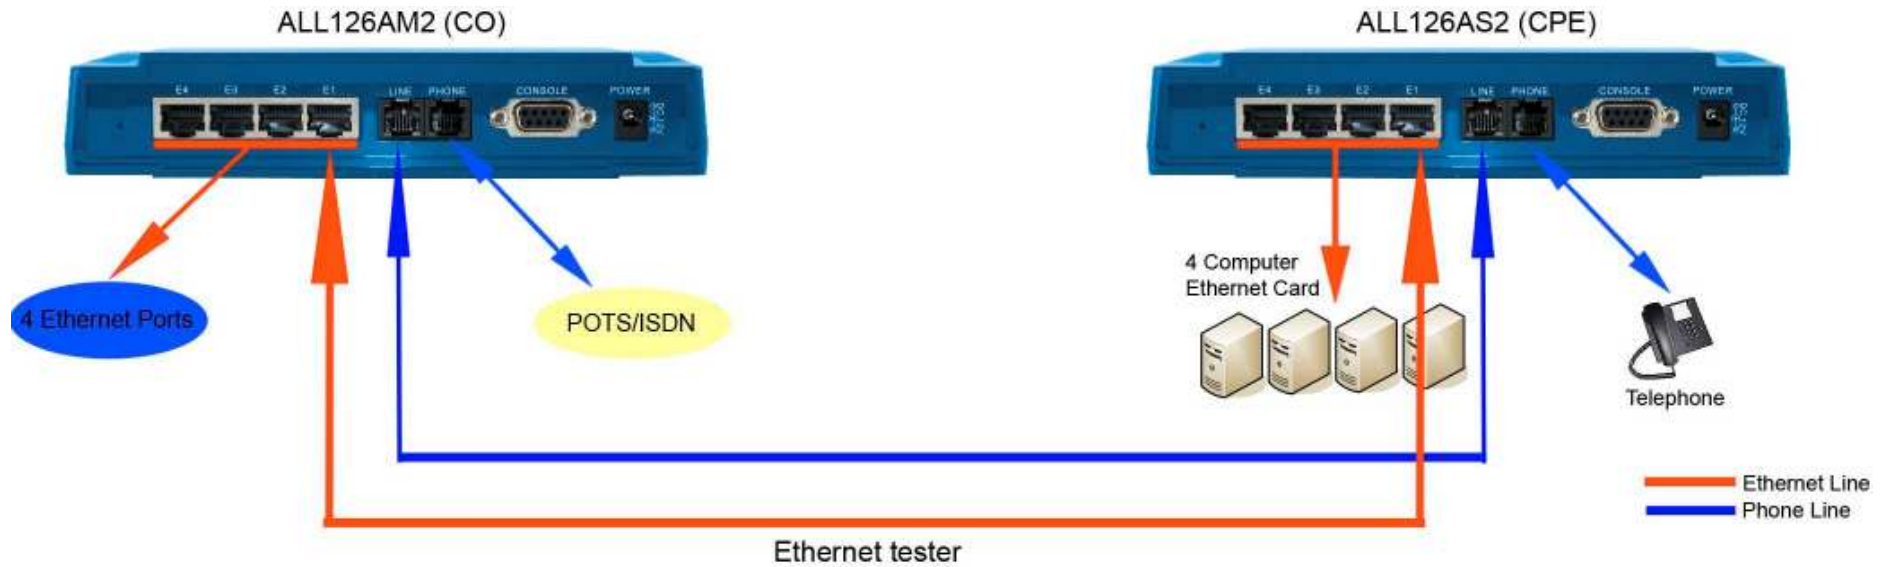 ALL126AM2 (CO)
ALL126AS2 (CPE)
E4 E3 E2 E1 LINE PHONE CONSOLE POWER
E4 E3 E2 E1 LINE PHONE CONSOLE POWER
4 Ethernet Ports
POTS/ISDN
4 Computer
Ethernet Card
Telephone
Ethernet Line
Phone Line
Ethernet tester